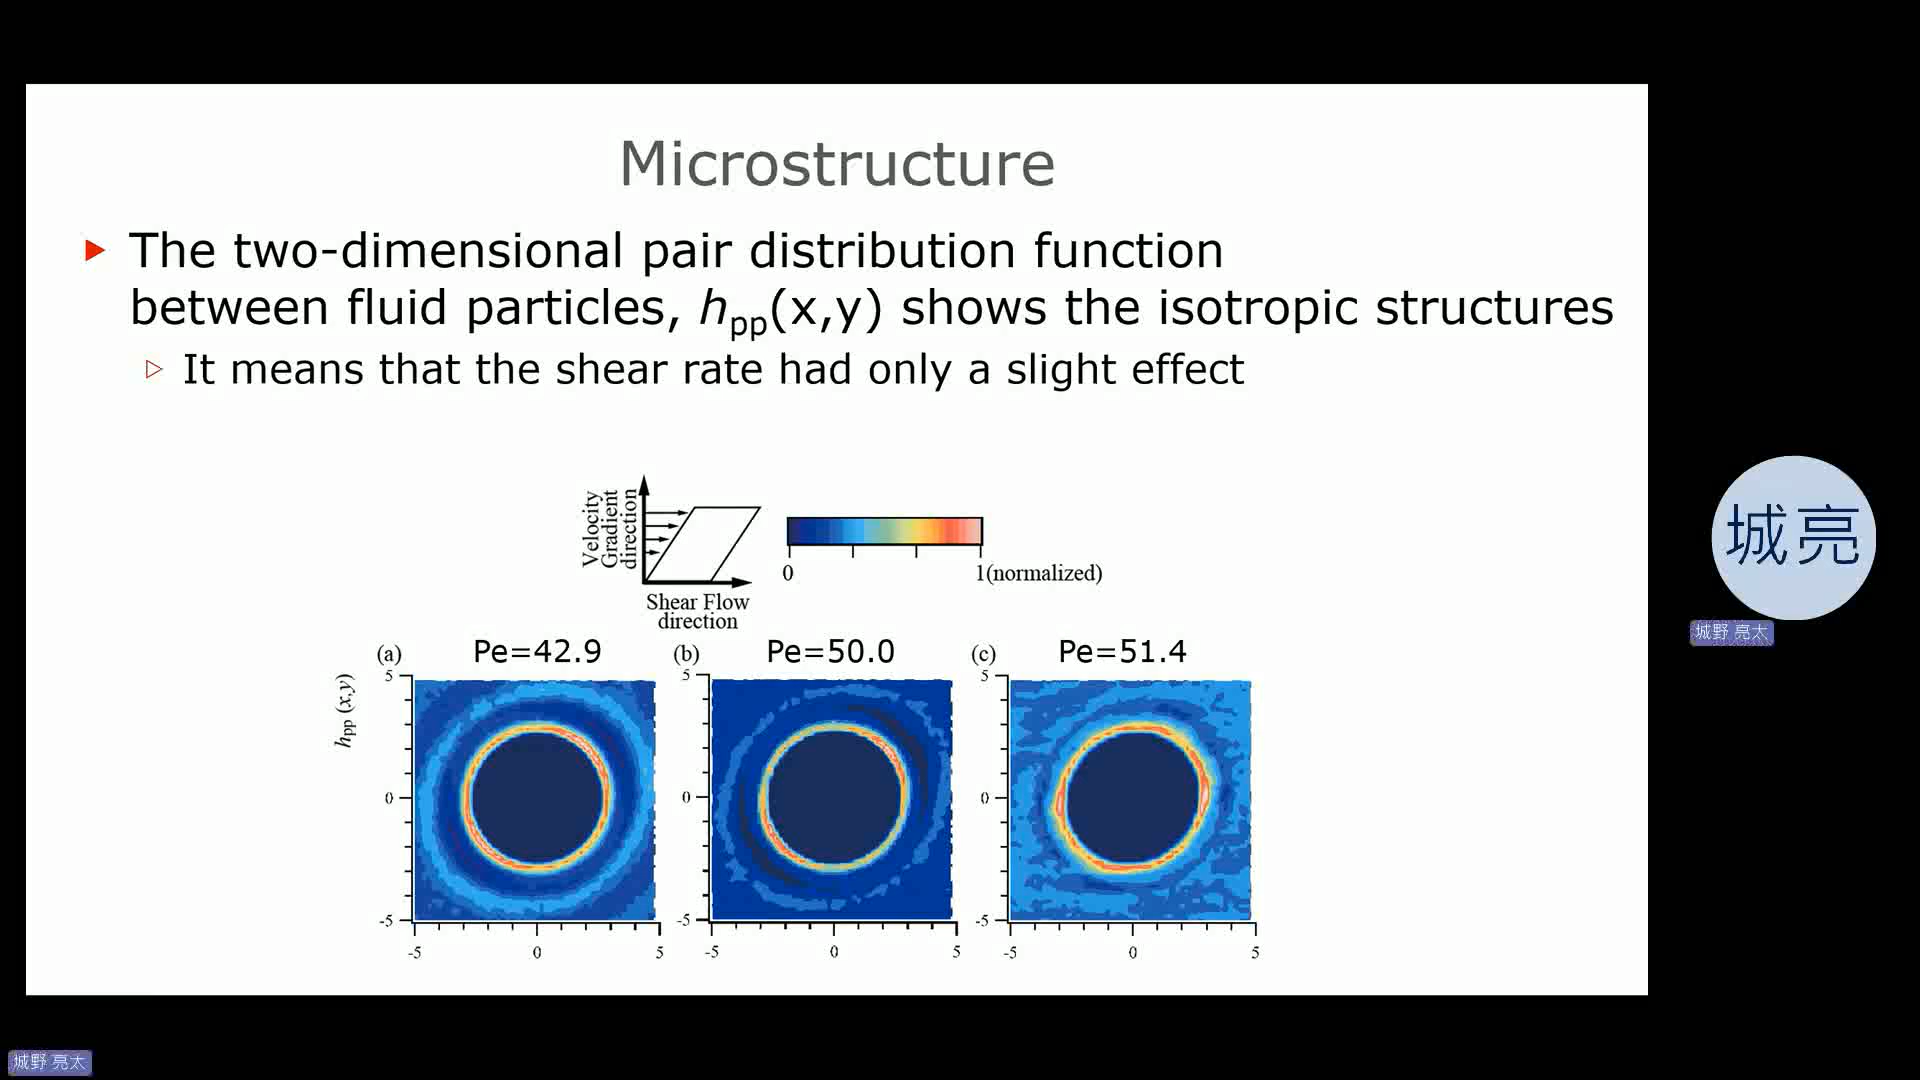 Microstructure
The two-dimensional pair distribution function
between fluid particles, hpp(x,y) shows the isotropic structures
It means that the shear rate had only a slight effect
Velocity
Gradient
direction
Shear Flow
direction
0
1(normalized)
(a)
Pe=42.9
(b)
Pe=50.0
(c)
Pe=51.4
hpp (x,y)
5
0
-5
-5
0
5
5
0
-5
-5
0
5
5
0
-5
-5
0
5
城亮
城野 亮太
城野 亮太